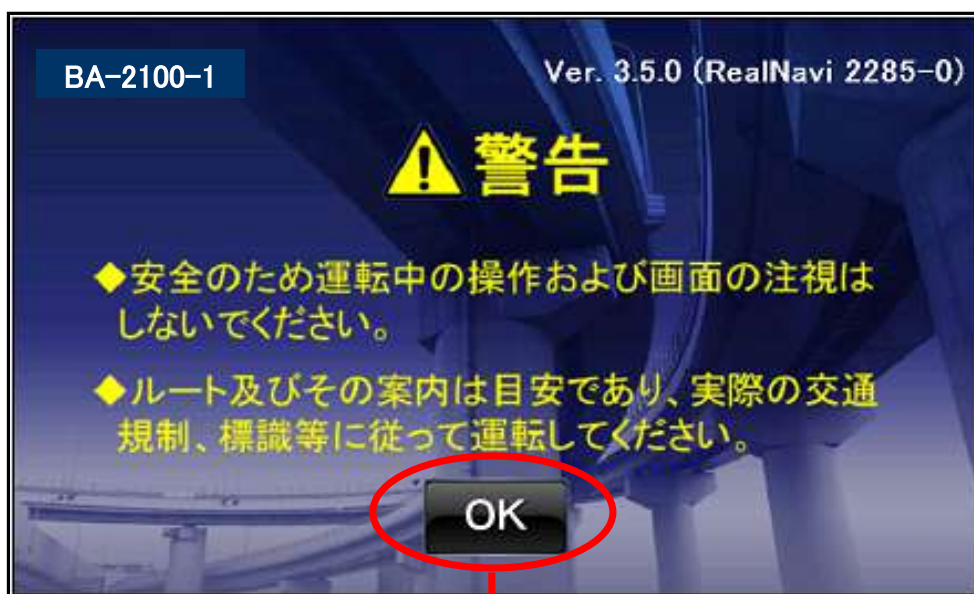 BA-2100-1
Ver. 3.5.0 (RealNavi 2285-0)
警告
◆安全のため運転中の操作および画面の注視は
しないでください。
◆ルート及びその案内は目安であり、実際の交通
規制、標識等に従って運転してください。
OK